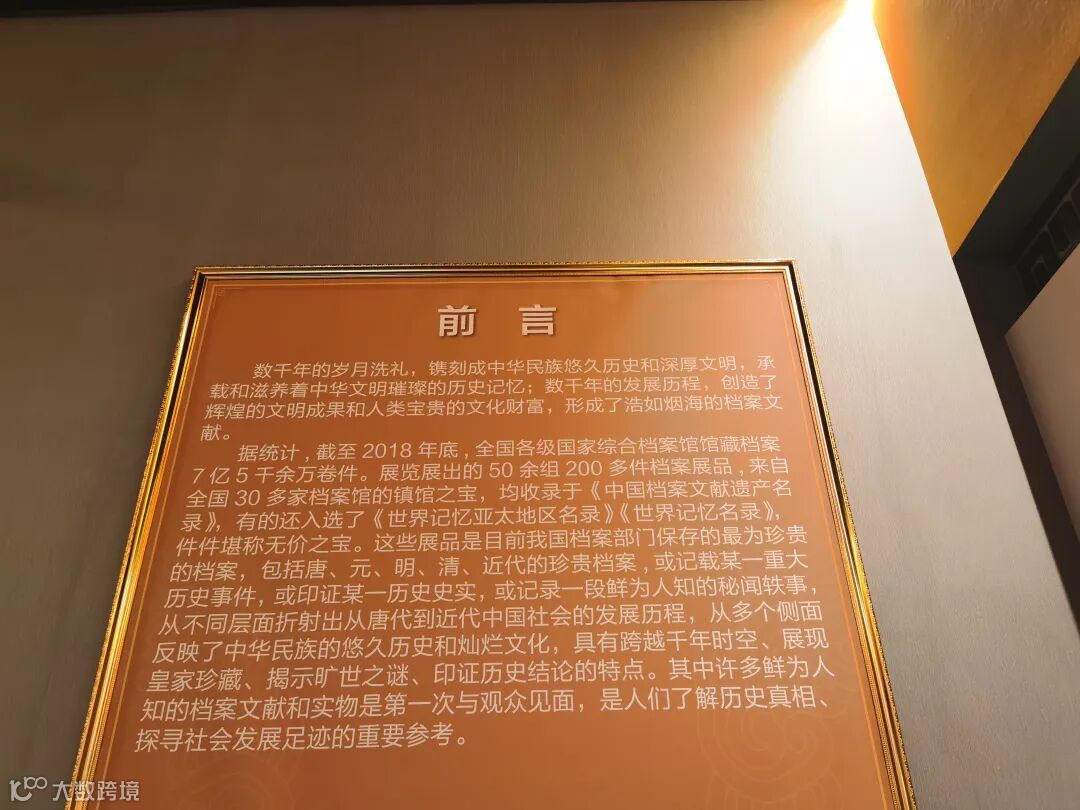 前 言
数千年的岁月洗礼，镌刻成中华民族悠久历史和深厚文明，承
载和滋养着中华文明璀璨的历史记忆；数千年的发展历程，创造了
辉煌的文明成果和人类宝贵的文化财富，形成了浩如烟海的档案文
献。
据统计，截至 2018 年底，全国各级国家综合档案馆馆藏档案
7 亿 5 千余万卷件。展览展出的 50 余组 200 多件档案展品，来自
全国 30 多家档案馆的镇馆之宝，均收录于《中国档案文献遗产名
录》，有的还入选了《世界记忆亚太地区名录》《世界记忆名录》，
件件堪称无价之宝。这些展品是目前我国档案部门保存的最为珍贵
的档案，包括唐、元、明、清、近代的珍贵档案，或记载某一重大
历史事件，或印证某一历史史实，或记录一段鲜为人知的秘闻轶事，
从不同层面折射出从唐代到近代中国社会的发展历程，从多个侧面
反映了中华民族的悠久历史和灿烂文化，具有跨越千年时空、展现
皇家珍藏、揭示旷世之谜、印证历史结论的特点。其中许多鲜为人
知的档案文献和实物是第一次与观众见面，是人们了解历史真相、
探寻社会发展足迹的重要参考。
大数跨境